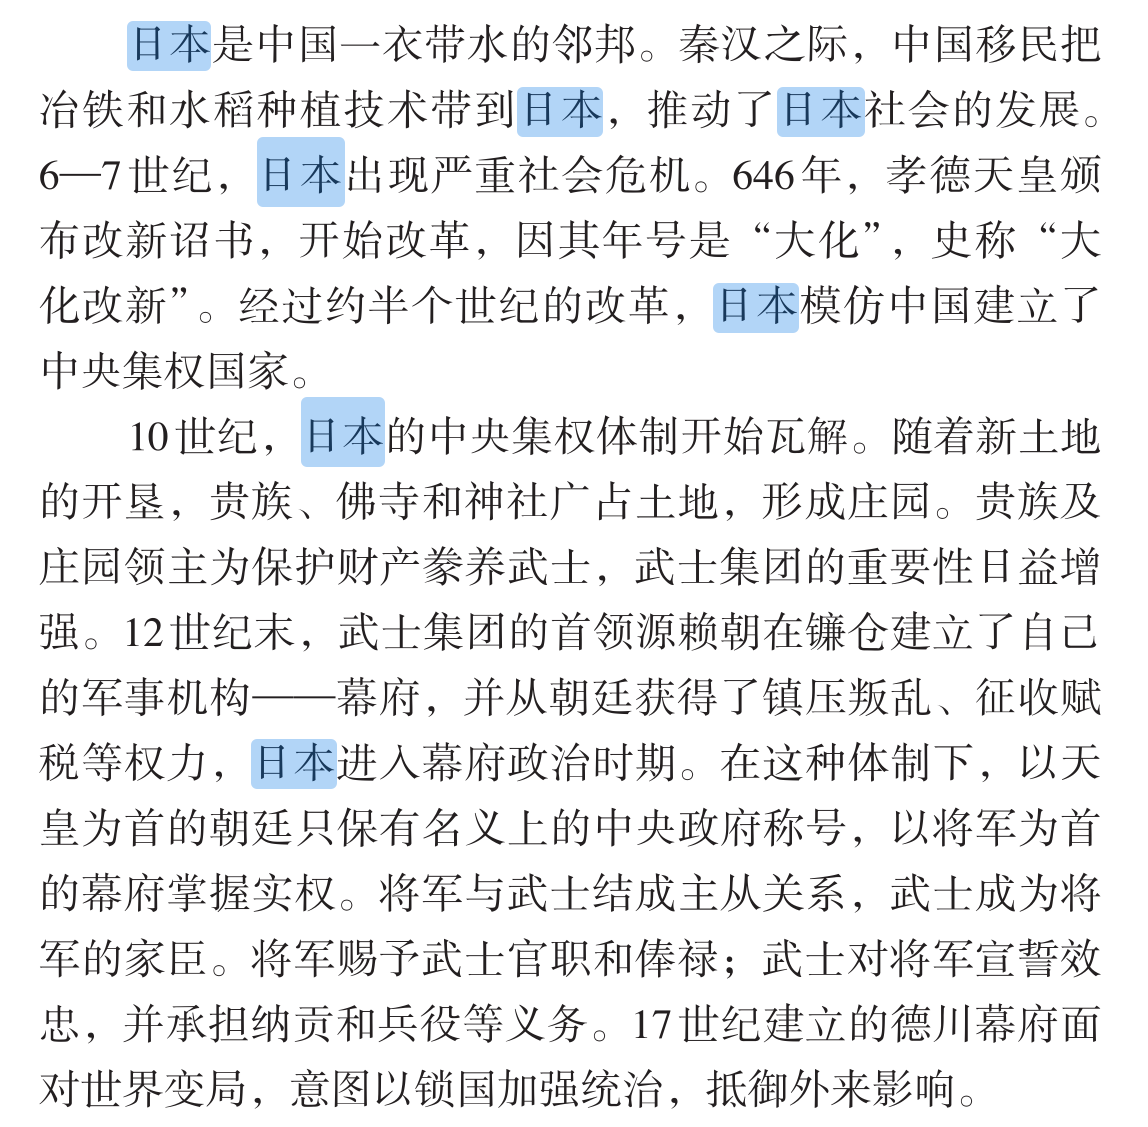 日本是中国一衣带水的邻邦。秦汉之际，中国移民把
冶铁和水稻种植技术带到日本，推动了日本社会的发展。
6—7世纪，日本出现严重社会危机。646年，孝德天皇颁
布改新诏书，开始改革，因其年号是“大化”，史称“大
化改新”。经过约半个世纪的改革，日本模仿中国建立了
中央集权国家。
10世纪，日本的中央集权体制开始瓦解。随着新土地
的开垦，贵族、佛寺和神社广占土地，形成庄园。贵族及
庄园领主为保护财产豢养武士，武士集团的重要性日益增
强。12世纪末，武士集团的首领源赖朝在镰仓建立了自己
的军事机构——幕府，并从朝廷获得了镇压叛乱、征收赋
税等权力，日本进入幕府政治时期。在这种体制下，以天
皇为首的朝廷只保有名义上的中央政府称号，以将军为首
的幕府掌握实权。将军与武士结成主从关系，武士成为将
军的家臣。将军赐予武士官职和俸禄；武士对将军宣誓效
忠，并承担纳贡和兵役等义务。17世纪建立的德川幕府面
对世界变局，意图以锁国加强统治，抵御外来影响。